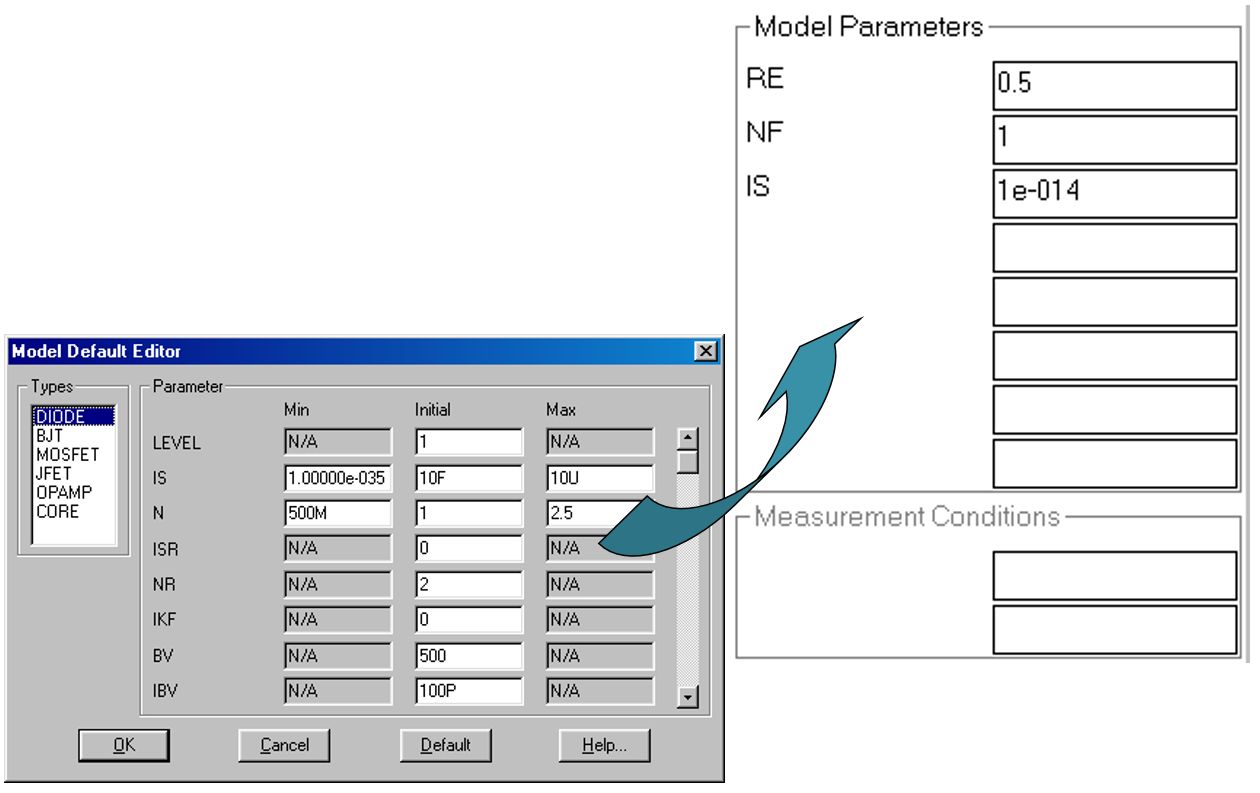 Model Parameters
RE 0.5
NF 1
IS 1e-014
Measurement Conditions
Model Default Editor
Types
DIODE
BJT
MOSFET
JFET
OPAMP
CORE
Parameter
Min Initial Max
LEVEL N/A 1 N/A
IS 1.00000e-035 10F 10U
N 500M 1 2.5
ISR N/A 0 N/A
NR N/A 2 N/A
IKF N/A 0 N/A
BV N/A 500 N/A
IBV N/A 100P N/A
OK Cancel Default Help...